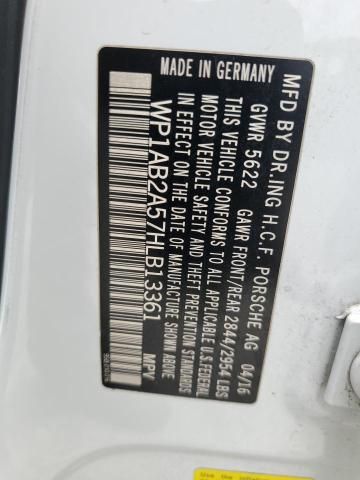 MFD BY DR.ING H.C.F. PORSCHE AG 04/16
GVWR 5622 GAWR FRONT/REAR 2844/2954 LBS
THIS VEHICLE CONFORMS TO ALL APPLICABLE U.S.FEDERAL
MOTOR VEHICLE SAFETY AND THEFT PREVENTION STANDARDS
IN EFFECT ON THE DATE OF MANUFACTURE SHOWN ABOVE
WP1AB2A57HLB13361 MPV
MADE IN GERMANY
Use the